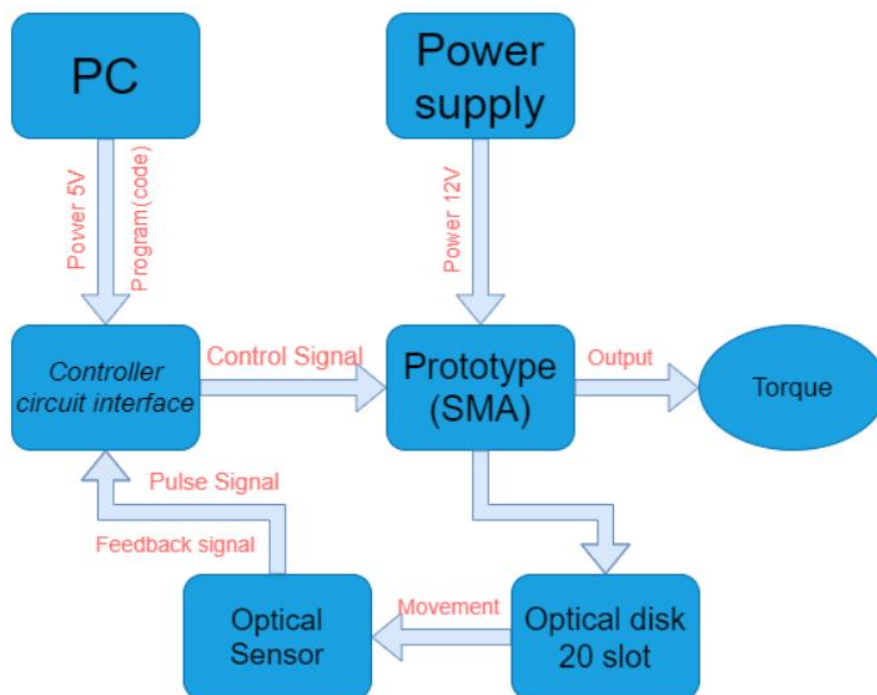 PC
Power
supply
Power 5V
Program(code)
Power 12V
Controller
circuit interface
Control Signal
Prototype
(SMA)
Output
Torque
Pulse Signal
Feedback signal
Optical
Sensor
Movement
Optical disk
20 slot